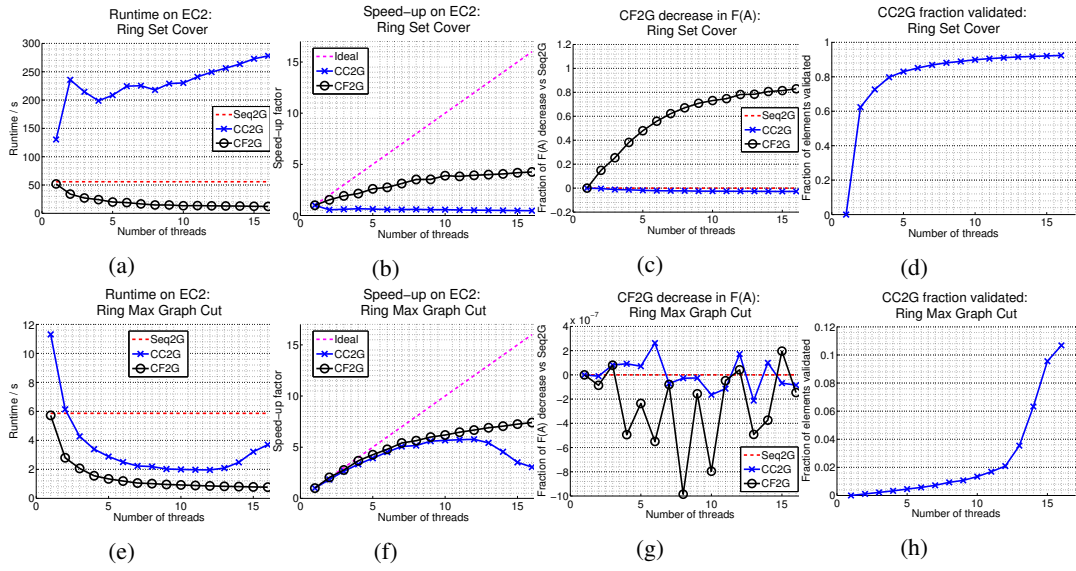 Runtime on EC2:
Ring Set Cover
300
250
200
150
100
50
0
0
5
10
15
Runtime / s
Number of threads
Seq2G
CC2G
CF2G
(a)
Speed−up on EC2:
Ring Set Cover
15
10
5
0
0
5
10
15
Speed−up factor
Number of threads
Ideal
CC2G
CF2G
(b)
CF2G decrease in F(A):
Ring Set Cover
1.2
1
0.8
0.6
0.4
0.2
0
−0.2
0
5
10
15
Fraction of F(A) decrease vs Seq2G
Number of threads
Seq2G
CC2G
CF2G
(c)
CC2G fraction validated:
Ring Set Cover
1
0.8
0.6
0.4
0.2
0
0
5
10
15
Fraction of elements validated
Number of threads
(d)
Runtime on EC2:
Ring Max Graph Cut
12
10
8
6
4
2
0
0
5
10
15
Runtime / s
Number of threads
Seq2G
CC2G
CF2G
(e)
Speed−up on EC2:
Ring Max Graph Cut
15
10
5
0
0
5
10
15
Speed−up factor
Number of threads
Ideal
CC2G
CF2G
(f)
CF2G decrease in F(A):
Ring Max Graph Cut
x 10−7
4
2
0
−2
−4
−6
−8
−10
0
5
10
15
Fraction of F(A) decrease vs Seq2G
Number of threads
Seq2G
CC2G
CF2G
(g)
CC2G fraction validated:
Ring Max Graph Cut
0.12
0.1
0.08
0.06
0.04
0.02
0
0
5
10
15
Fraction of elements validated
Number of threads
(h)